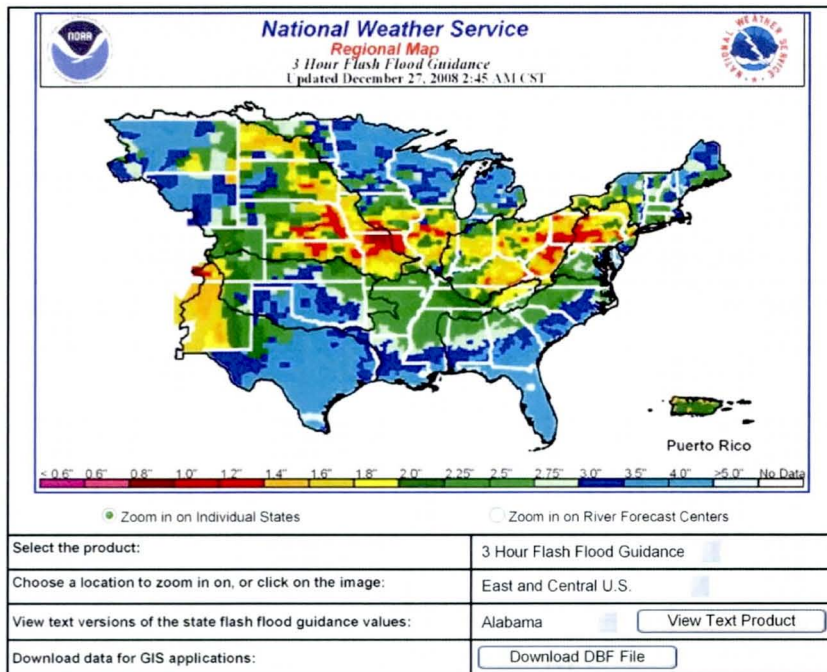 National Weather Service
Regional Map
3 Hour Flash Flood Guidance
Updated December 27, 2008 2:45 AM CST
NOAA
NATIONAL WEATHER SERVICE
Puerto Rico
< 0.6" 0.6" 0.8" 1.0" 1.2" 1.4" 1.6" 1.8" 2.0" 2.25" 2.5" 2.75" 3.0" 3.5" 4.0" >5.0" No Data
Zoom in on Individual States Zoom in on River Forecast Centers
Select the product: 3 Hour Flash Flood Guidance
Choose a location to zoom in on, or click on the image: East and Central U.S.
View text versions of the state flash flood guidance values: Alabama View Text Product
Download data for GIS applications: Download DBF File